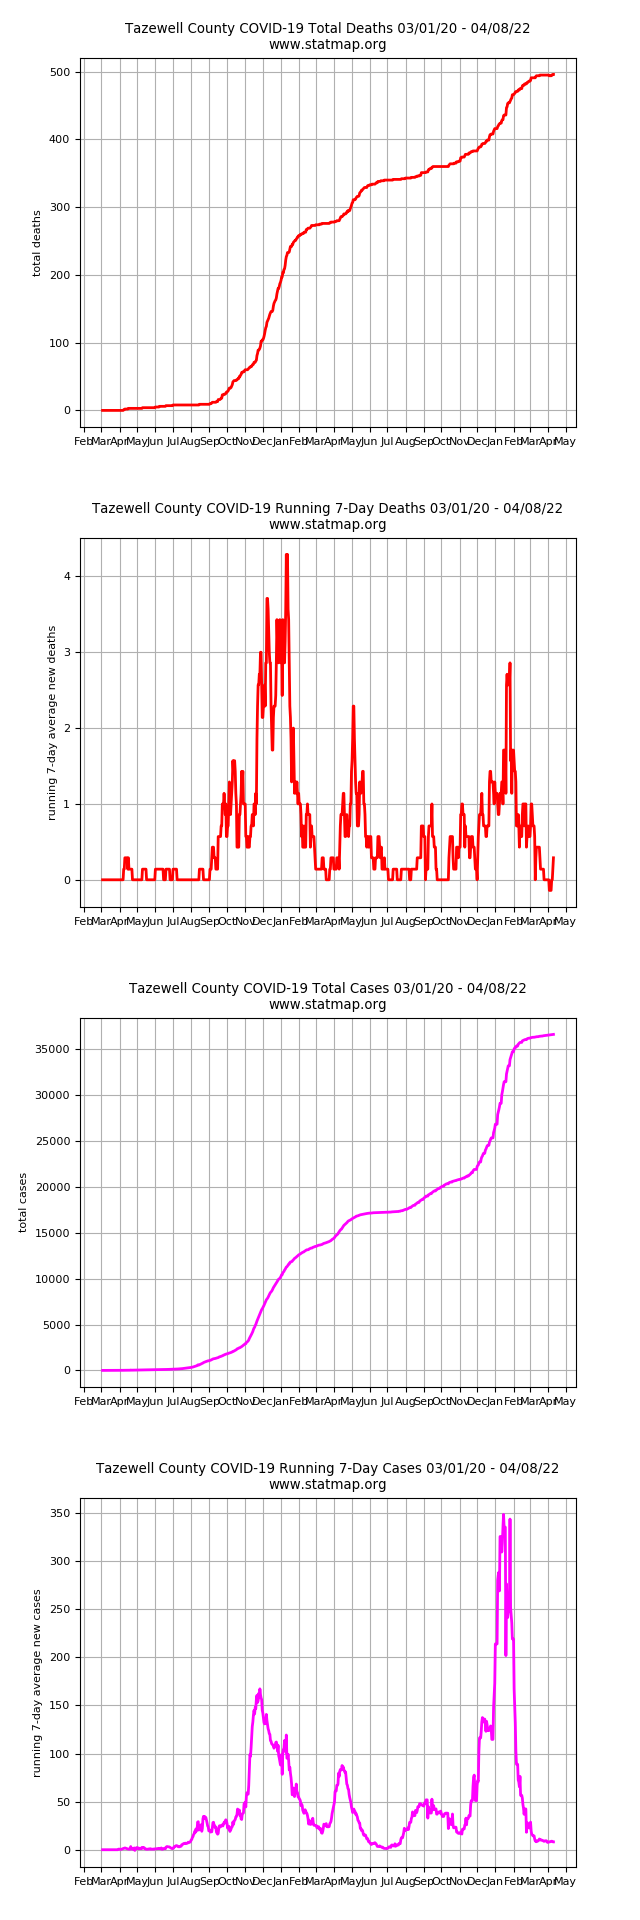 Tazewell County COVID-19 Total Deaths 03/01/20 - 04/08/22
www.statmap.org
500
400
300
200
100
0
total deaths
Feb Mar Apr May Jun Jul Aug Sep Oct Nov Dec Jan Feb Mar Apr May Jun Jul Aug Sep Oct Nov Dec Jan Feb Mar Apr May
Tazewell County COVID-19 Running 7-Day Deaths 03/01/20 - 04/08/22
www.statmap.org
4
3
2
1
0
running 7-day average new deaths
Feb Mar Apr May Jun Jul Aug Sep Oct Nov Dec Jan Feb Mar Apr May Jun Jul Aug Sep Oct Nov Dec Jan Feb Mar Apr May
Tazewell County COVID-19 Total Cases 03/01/20 - 04/08/22
www.statmap.org
35000
30000
25000
20000
15000
10000
5000
0
total cases
Feb Mar Apr May Jun Jul Aug Sep Oct Nov Dec Jan Feb Mar Apr May Jun Jul Aug Sep Oct Nov Dec Jan Feb Mar Apr May
Tazewell County COVID-19 Running 7-Day Cases 03/01/20 - 04/08/22
www.statmap.org
350
300
250
200
150
100
50
0
running 7-day average new cases
Feb Mar Apr May Jun Jul Aug Sep Oct Nov Dec Jan Feb Mar Apr May Jun Jul Aug Sep Oct Nov Dec Jan Feb Mar Apr May